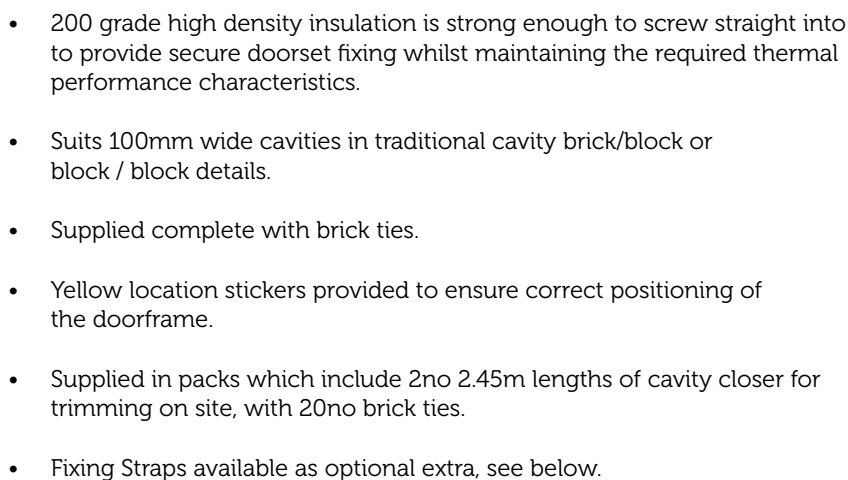 • 200 grade high density insulation is strong enough to screw straight into
to provide secure doorset fixing whilst maintaining the required thermal
performance characteristics.
• Suits 100mm wide cavities in traditional cavity brick/block or
block / block details.
• Supplied complete with brick ties.
• Yellow location stickers provided to ensure correct positioning of
the doorframe.
• Supplied in packs which include 2no 2.45m lengths of cavity closer for
trimming on site, with 20no brick ties.
• Fixing Straps available as optional extra, see below.